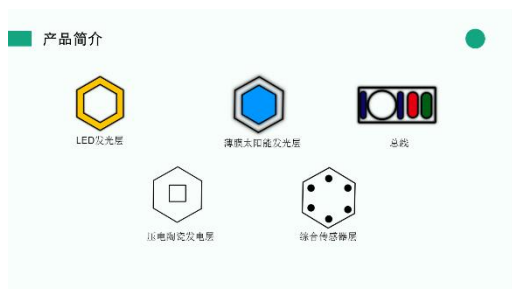 产品简介
LED发光层
薄膜太阳能发光层
总线
压电陶瓷发电层
综合传感器层